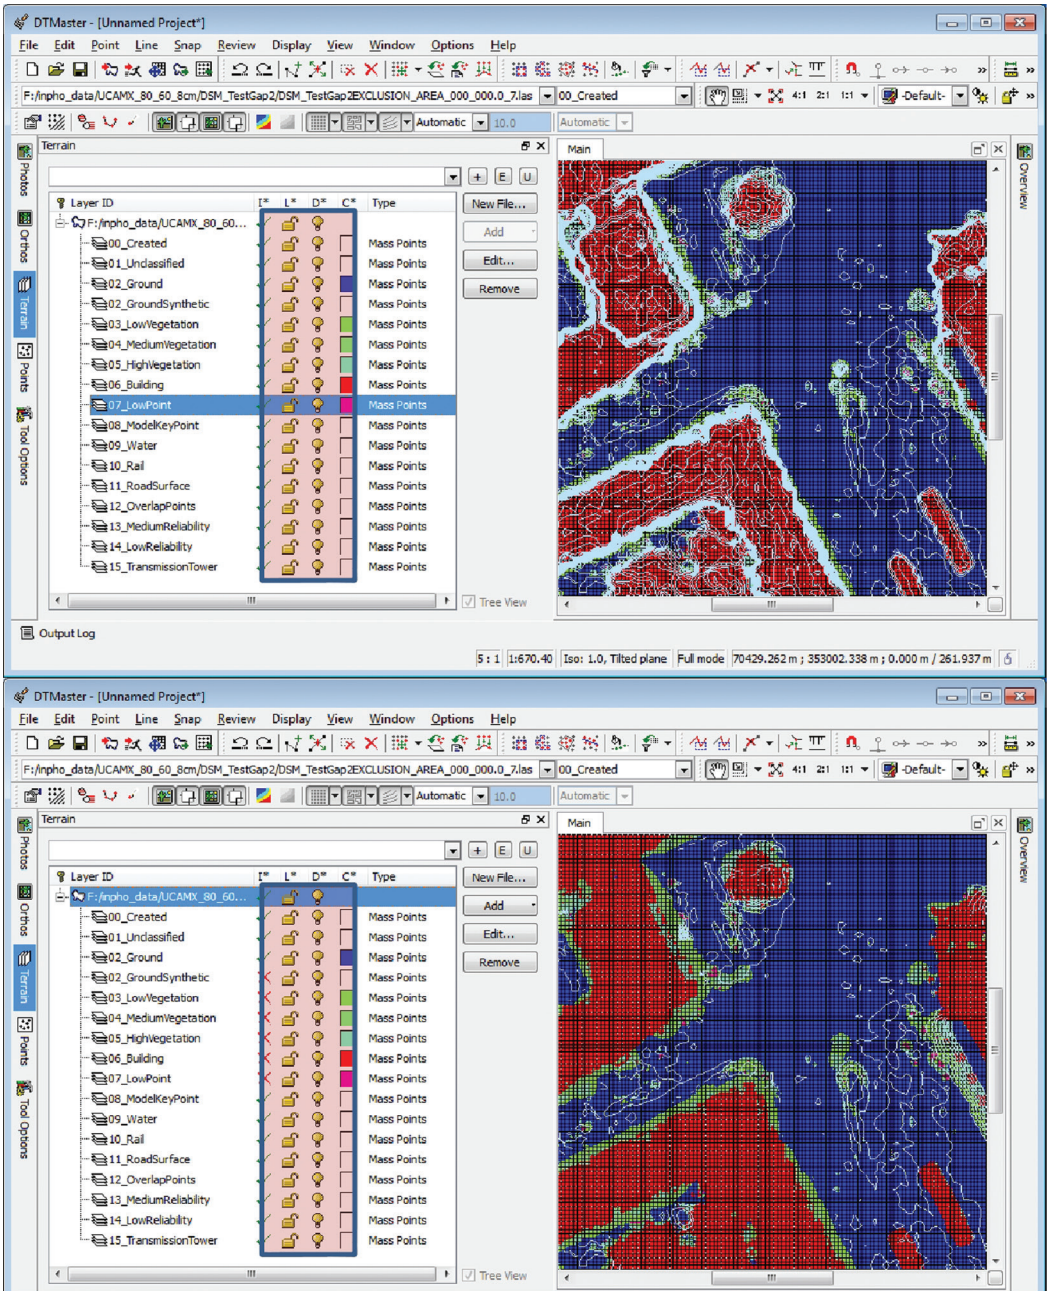 DTMaster - [Unnamed Project*]
File Edit Point Line Snap Review Display View Window Options Help
4:1 2:1 1:1 -Default- »
F:/inpho_data/UCAMX_80_60_8cm/DSM_TestGap2/DSM_TestGap2EXCLUSION_AREA_000_000.0_7.las 00_Created
Automatic 10.0 Automatic
Terrain
Main
Photos
Orthos
Terrain
Points
Tool Options
Overview
+ E U
Layer ID I* L* D* C* Type
New File...
Add
Edit...
Remove
F:/inpho_data/UCAMX_80_60...
00_Created Mass Points
01_Unclassified Mass Points
02_Ground Mass Points
02_GroundSynthetic Mass Points
03_LowVegetation Mass Points
04_MediumVegetation Mass Points
05_HighVegetation Mass Points
06_Building Mass Points
07_LowPoint Mass Points
08_ModelKeyPoint Mass Points
09_Water Mass Points
10_Rail Mass Points
11_RoadSurface Mass Points
12_OverlapPoints Mass Points
13_MediumReliability Mass Points
14_LowReliability Mass Points
15_TransmissionTower Mass Points
Tree View
Output Log
5 : 1 1:670.40 Iso: 1.0, Tilted plane Full mode 70429.262 m ; 353002.338 m ; 0.000 m / 261.937 m
DTMaster - [Unnamed Project*]
File Edit Point Line Snap Review Display View Window Options Help
F:/inpho_data/UCAMX_80_60_8cm/DSM_TestGap2/DSM_TestGap2EXCLUSION_AREA_000_000.0_7.las 00_Created 4:1 2:1 1:1 -Default- »
Automatic 10.0 Automatic
Terrain
Main
Photos
Orthos
Terrain
Points
Tool Options
Overview
+ E U
Layer ID I* L* D* C* Type
New File...
Add
Edit...
Remove
F:/inpho_data/UCAMX_80_60...
00_Created Mass Points
01_Unclassified Mass Points
02_Ground Mass Points
02_GroundSynthetic Mass Points
03_LowVegetation Mass Points
04_MediumVegetation Mass Points
05_HighVegetation Mass Points
06_Building Mass Points
07_LowPoint Mass Points
08_ModelKeyPoint Mass Points
09_Water Mass Points
10_Rail Mass Points
11_RoadSurface Mass Points
12_OverlapPoints Mass Points
13_MediumReliability Mass Points
14_LowReliability Mass Points
15_TransmissionTower Mass Points
Tree View